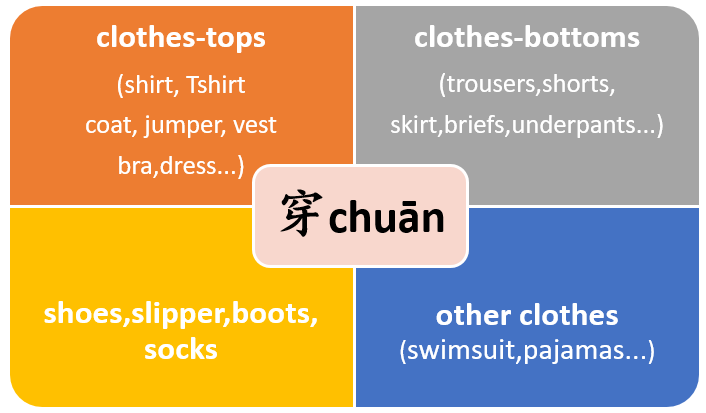 clothes-tops
(shirt, Tshirt
coat, jumper, vest
bra,dress...)
clothes-bottoms
(trousers,shorts,
skirt,briefs,underpants...)
穿 chuān
shoes,slipper,boots,
socks
other clothes
(swimsuit,pajamas...)